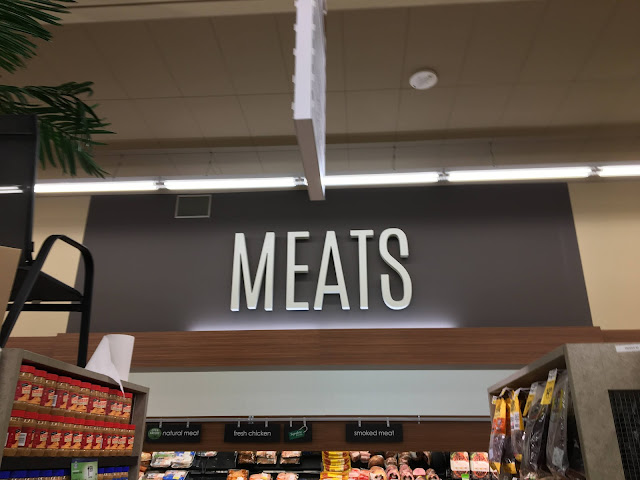 MEATS
natural meat
fresh chicken
smoked meat